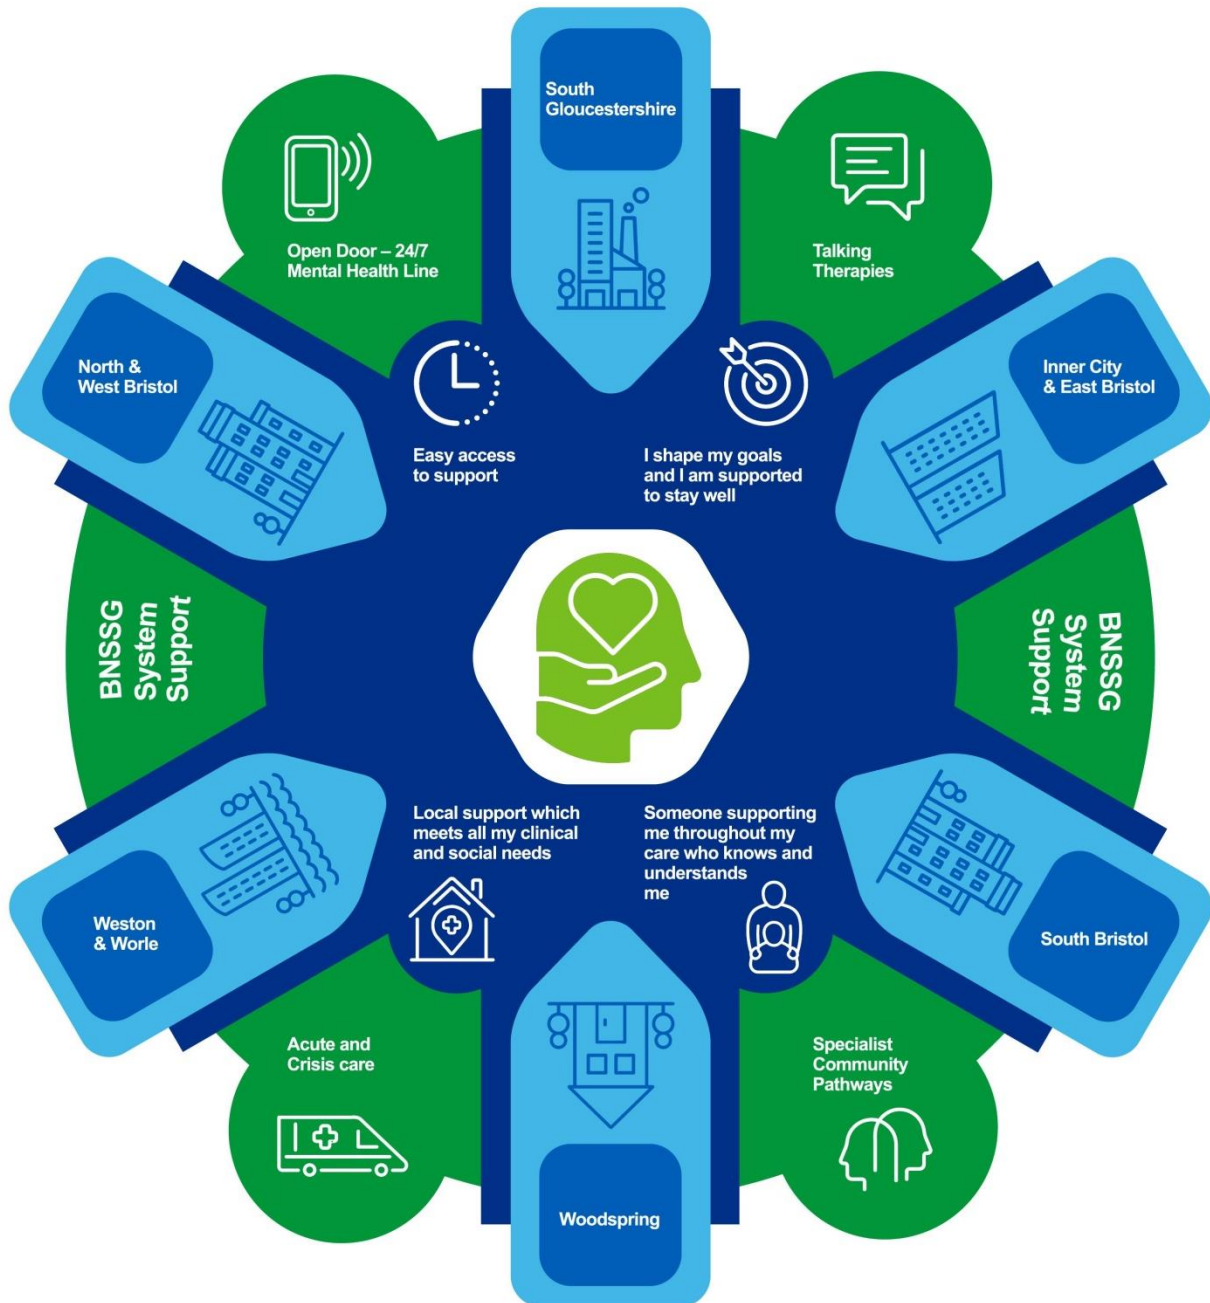 South
Gloucestershire
Open Door – 24/7
Mental Health Line
Talking
Therapies
North &
West Bristol
Inner City
& East Bristol
Easy access
to support
I shape my goals
and I am supported
to stay well
BNSSG
System
Support
BNSSG
System
Support
Local support which
meets all my clinical
and social needs
Someone supporting
me throughout my
care who knows and
understands
me
Weston
& Worle
South Bristol
Acute and
Crisis care
Specialist
Community
Pathways
Woodspring